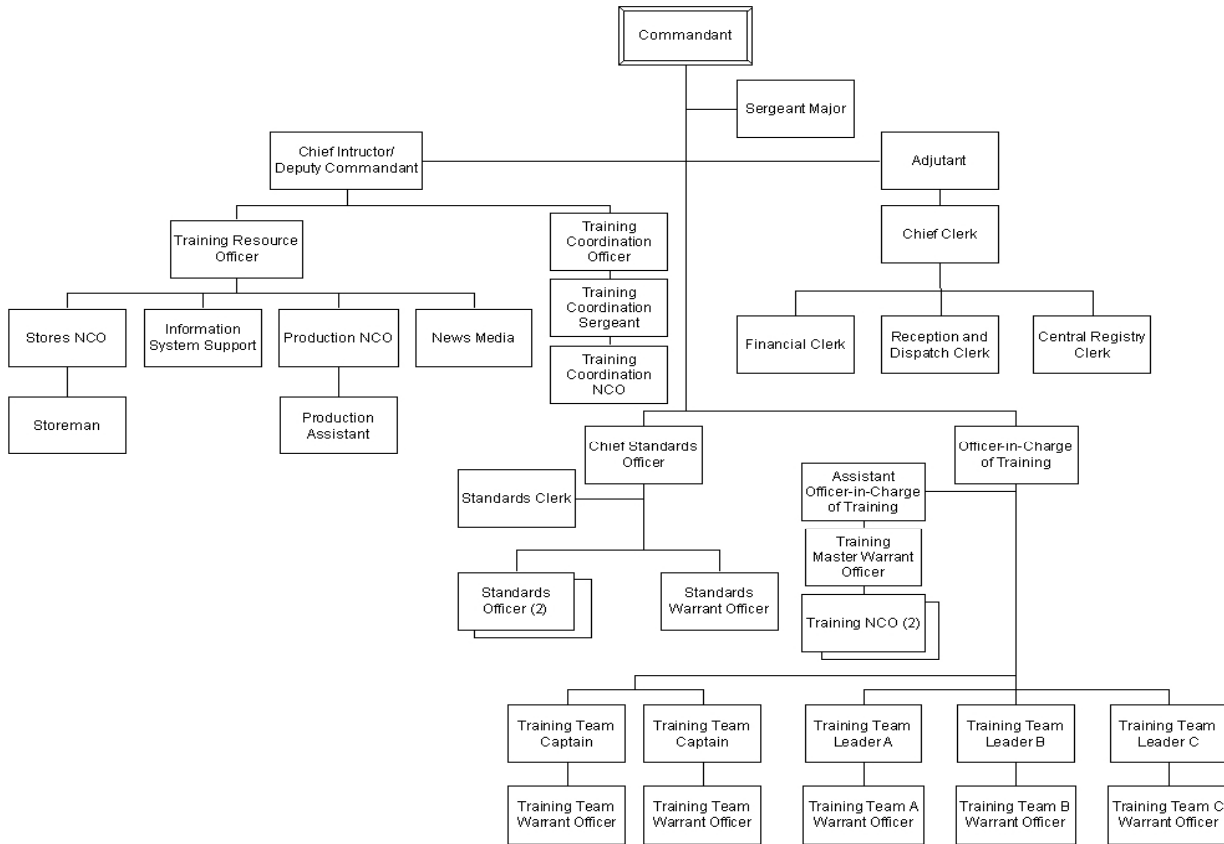 Commandant
Sergeant Major
Chief Intructor/
Deputy Commandant
Adjutant
Training Resource
Officer
Training
Coordination
Officer
Chief Clerk
Training
Coordination
Sergeant
Stores NCO
Information
System Support
Production NCO
News Media
Financial Clerk
Reception and
Dispatch Clerk
Central Registry
Clerk
Training
Coordination
NCO
Storeman
Production
Assistant
Chief Standards
Officer
Officer-in-Charge
of Training
Standards Clerk
Assistant
Officer-in-Charge
of Training
Training
Master Warrant
Officer
Standards
Officer (2)
Standards
Warrant Officer
Training NCO (2)
Training Team
Captain
Training Team
Captain
Training Team
Leader A
Training Team
Leader B
Training Team
Leader C
Training Team
Warrant Officer
Training Team
Warrant Officer
Training Team A
Warrant Officer
Training Team B
Warrant Officer
Training Team C
Warrant Officer